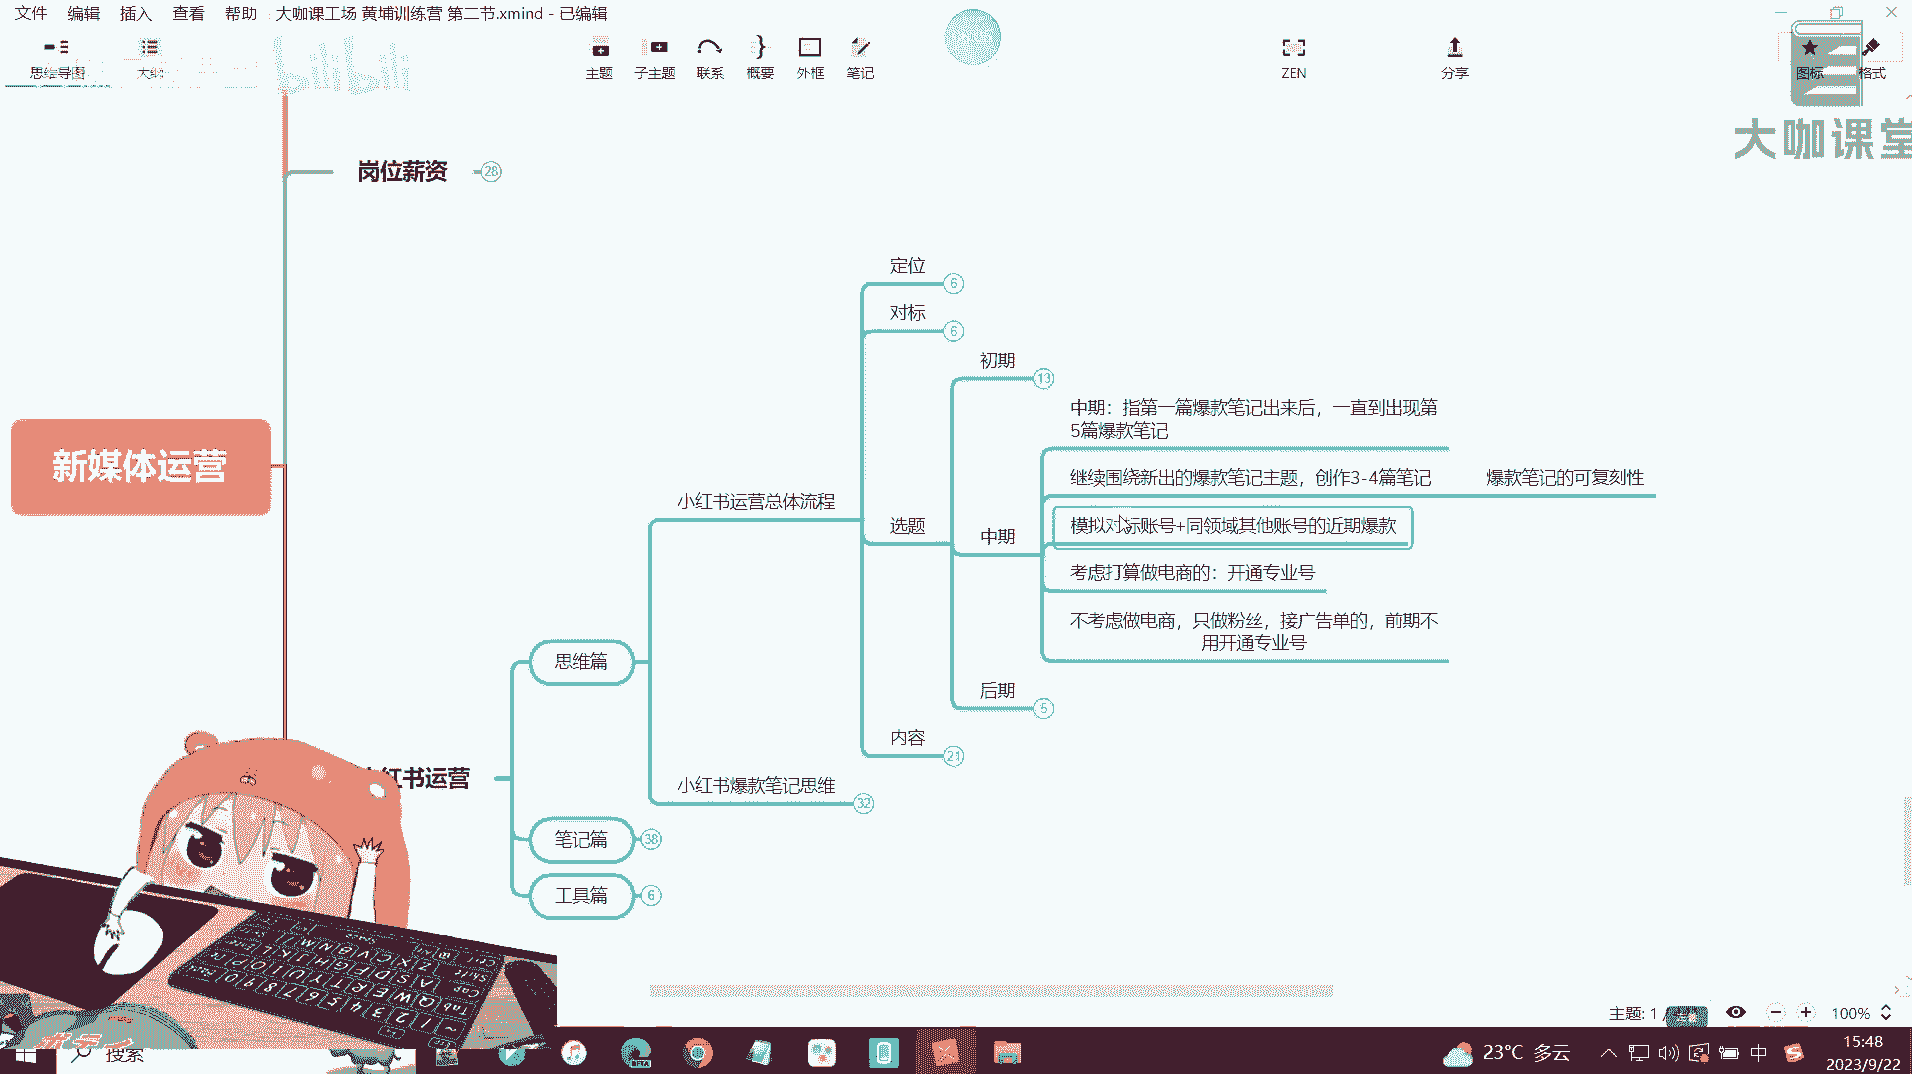 文件 编辑 插入 查看 帮助 大咖课工场 黄埔训练营 第二节.xmind - 已编辑
思维导图 大纲 bilibili 主题 子主题 联系 概要 外框 笔记 ZEN 分享 图标 格式
大咖课堂
岗位薪资 28
定位 6
对标 6
初期 13
中期：指第一篇爆款笔记出来后，一直到出现第
5篇爆款笔记
继续围绕新出的爆款笔记主题，创作3-4篇笔记 爆款笔记的可复刻性
新媒体运营
小红书运营总体流程
选题
中期
模拟对标账号+同领域其他账号的近期爆款
考虑打算做电商的：开通专业号
不考虑做电商，只做粉丝，接广告单的，前期不
用开通专业号
思维篇
后期 5
内容 21
红书运营
小红书爆款笔记思维 32
笔记篇 38
工具篇 6
主题: 1 / 100%
搜索 23°C 多云 中 15:48
2023/9/22